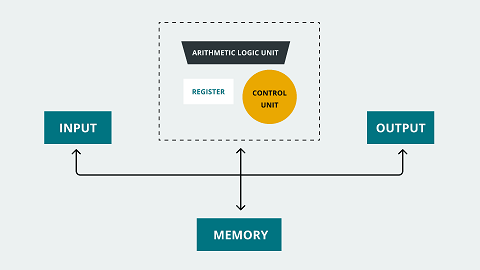 ARITHMETIC LOGIC UNIT
REGISTER
CONTROL
UNIT
INPUT
OUTPUT
MEMORY